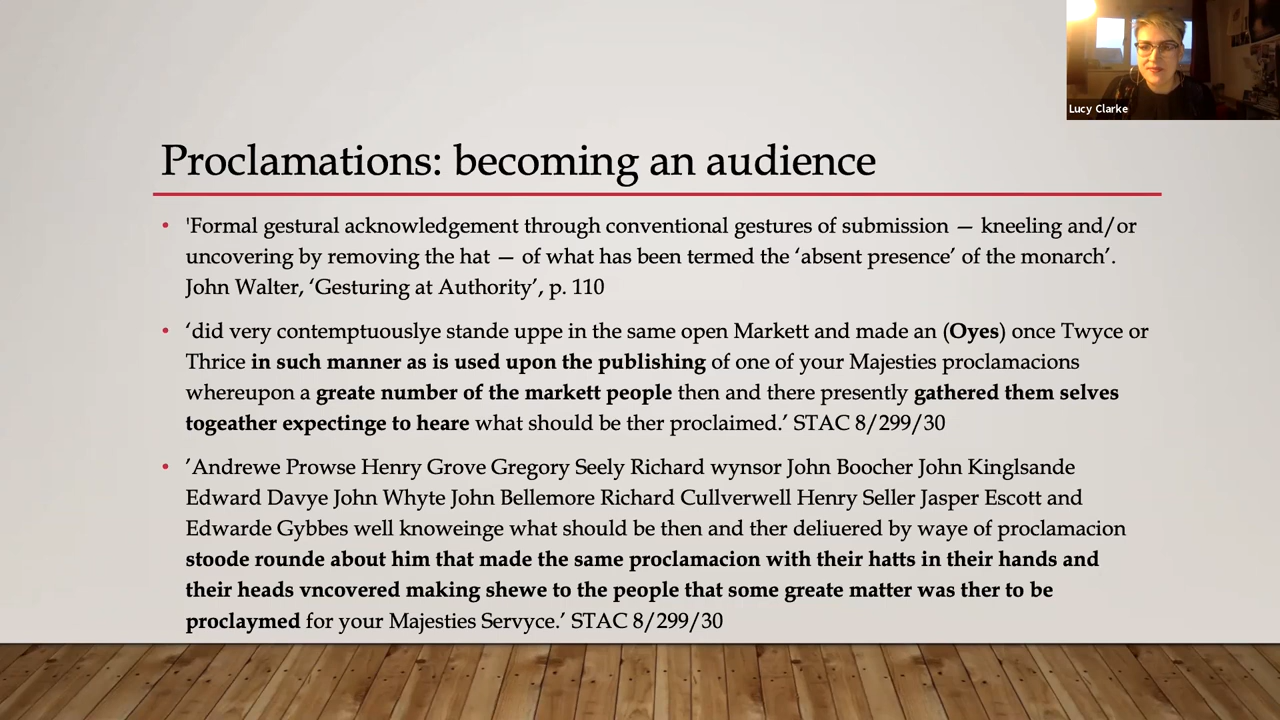 Lucy Clarke
Proclamations: becoming an audience
• 'Formal gestural acknowledgement through conventional gestures of submission — kneeling and/or
uncovering by removing the hat — of what has been termed the ‘absent presence’ of the monarch’.
John Walter, ‘Gesturing at Authority’, p. 110
• ‘did very contemptuouslye stande uppe in the same open Markett and made an (Oyes) once Twyce or
Thrice in such manner as is used upon the publishing of one of your Majesties proclamacions
whereupon a greate number of the markett people then and there presently gathered them selves
togeather expectinge to heare what should be ther proclaimed.’ STAC 8/299/30
• ’Andrewe Prowse Henry Grove Gregory Seely Richard wynsor John Boocher John Kinglsande
Edward Davye John Whyte John Bellemore Richard Cullverwell Henry Seller Jasper Escott and
Edwarde Gybbes well knoweinge what should be then and ther deliuered by waye of proclamacion
stoode rounde about him that made the same proclamacion with their hatts in their hands and
their heads vncovered making shewe to the people that some greate matter was ther to be
proclaymed for your Majesties Servyce.’ STAC 8/299/30